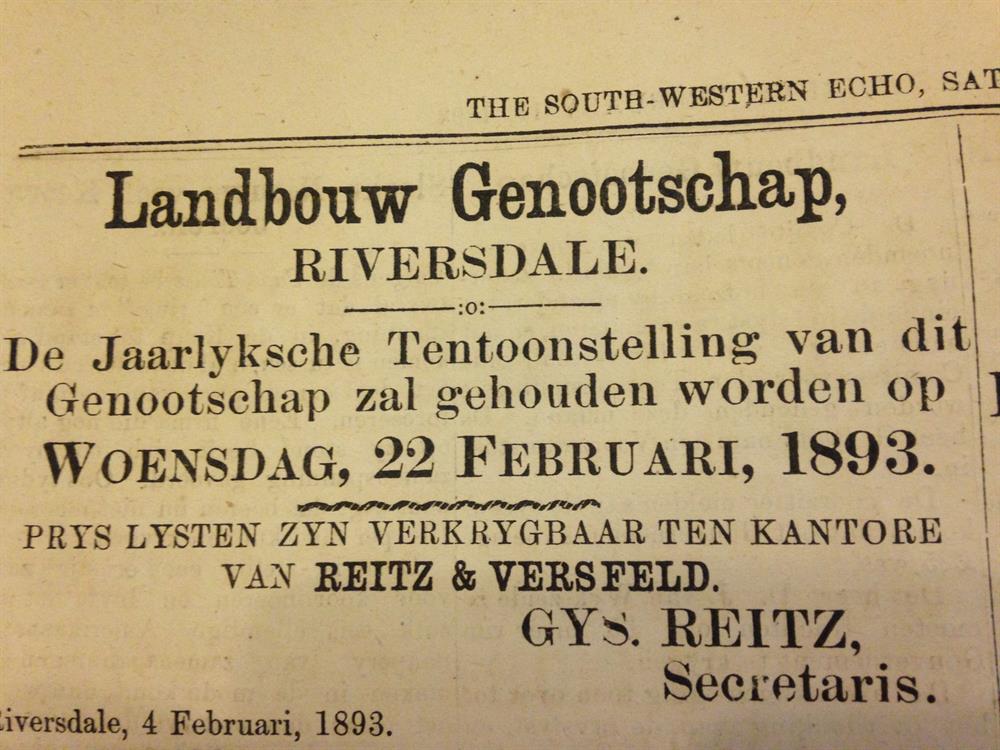 THE SOUTH-WESTERN ECHO, SAT
Landbouw Genootschap,
RIVERSDALE.
:o:
De Jaarlyksche Tentoonstelling van dit
Genootschap zal gehouden worden op
WOENSDAG, 22 FEBRUARI, 1893.
PRYS LYSTEN ZYN VERKRYGBAAR TEN KANTORE
VAN REITZ & VERSFELD.
GYS. REITZ,
Secretaris.
iversdale, 4 Februari, 1893.